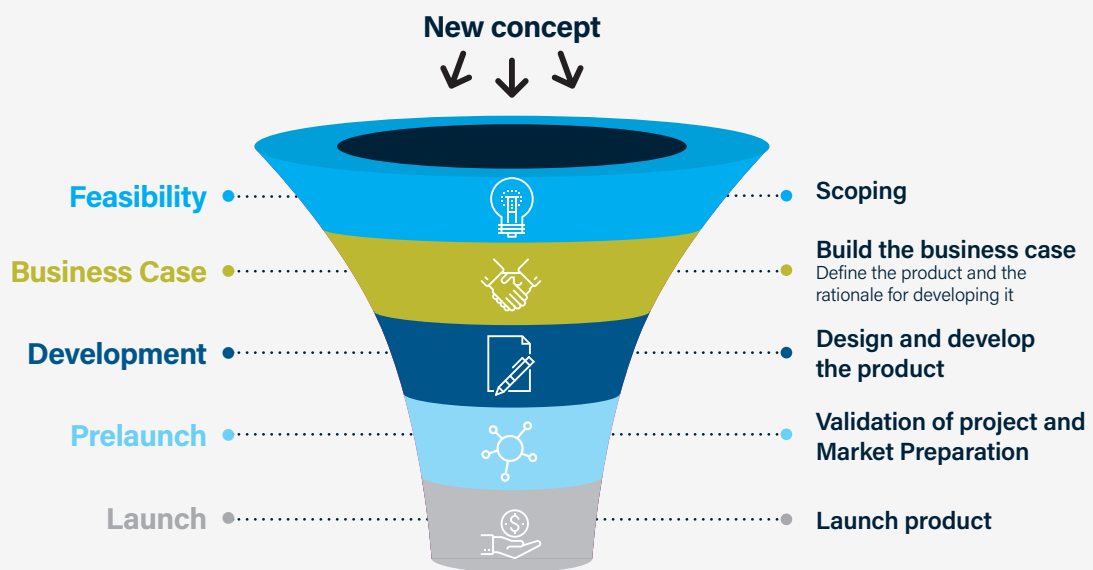 New concept
Feasibility
Scoping
Business Case
Build the business case
Define the product and the
rationale for developing it
Development
Design and develop
the product
Prelaunch
Validation of project and
Market Preparation
Launch
$
Launch product